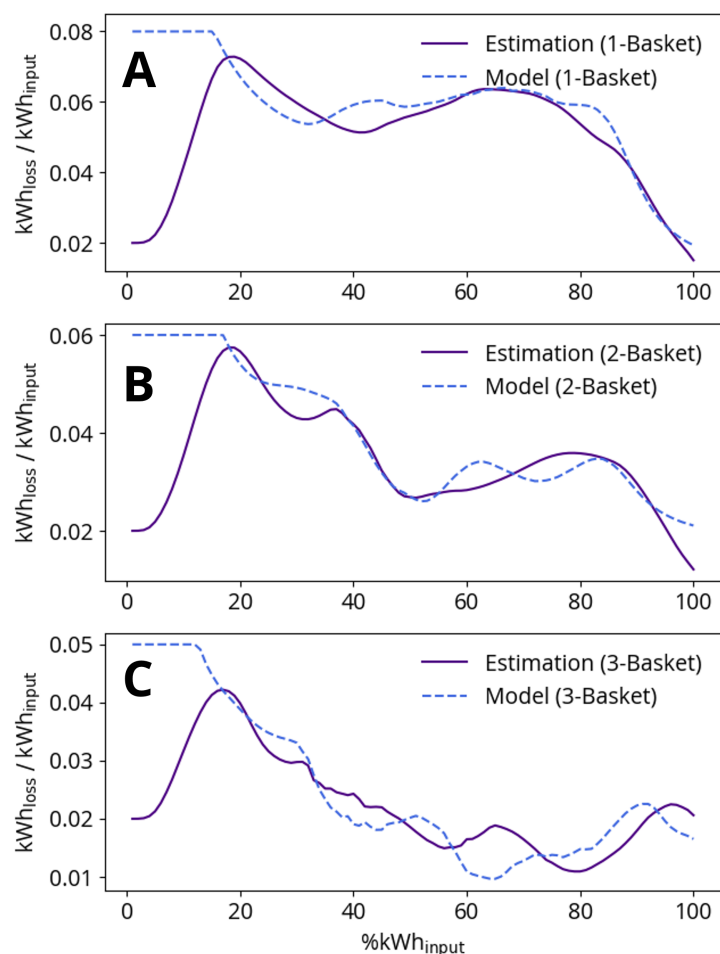 A
0.08
0.06
0.04
0.02
kWhloss / kWhinput
Estimation (1-Basket)
Model (1-Basket)
0 20 40 60 80 100
B
0.06
0.04
0.02
kWhloss / kWhinput
Estimation (2-Basket)
Model (2-Basket)
0 20 40 60 80 100
C
0.05
0.04
0.03
0.02
0.01
kWhloss / kWhinput
Estimation (3-Basket)
Model (3-Basket)
0 20 40 60 80 100
%kWhinput